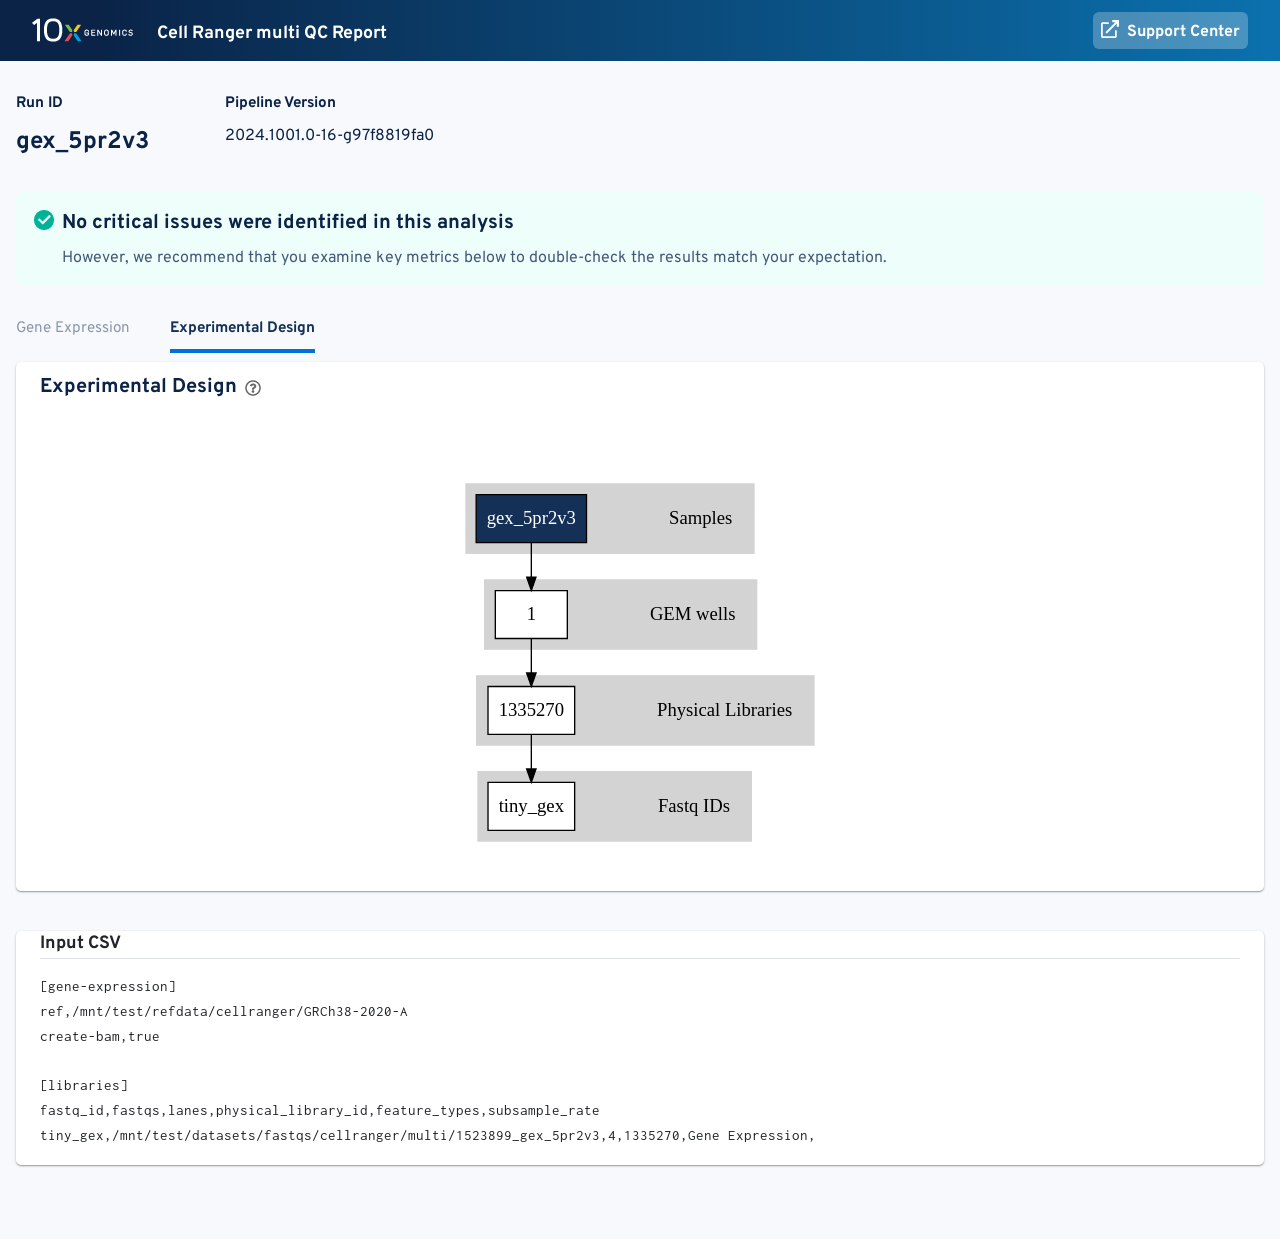 10X GENOMICS Cell Ranger multi QC Report Support Center
Run ID Pipeline Version
gex_5pr2v3 2024.1001.0-16-g97f8819fa0
No critical issues were identified in this analysis
However, we recommend that you examine key metrics below to double-check the results match your expectation.
Gene Expression Experimental Design
Experimental Design ?
gex_5pr2v3 Samples
1 GEM wells
1335270 Physical Libraries
tiny_gex Fastq IDs
Input CSV
[gene-expression]
ref,/mnt/test/refdata/cellranger/GRCh38-2020-A
create-bam,true
[libraries]
fastq_id,fastqs,lanes,physical_library_id,feature_types,subsample_rate
tiny_gex,/mnt/test/datasets/fastqs/cellranger/multi/1523899_gex_5pr2v3,4,1335270,Gene Expression,